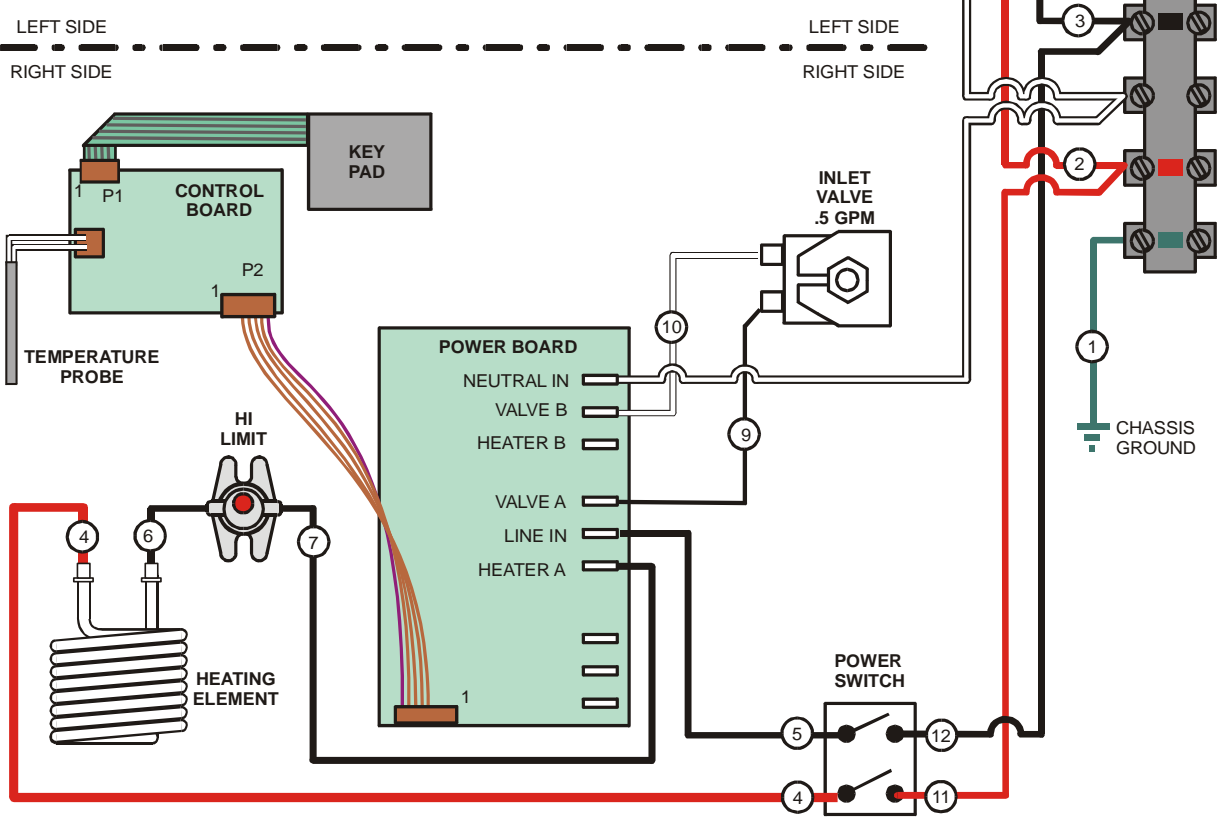 LEFT SIDE
LEFT SIDE
3
RIGHT SIDE
RIGHT SIDE
KEY
PAD
1
P1
CONTROL
BOARD
2
INLET
VALVE
.5 GPM
P2
1
TEMPERATURE
PROBE
10
1
POWER BOARD
NEUTRAL IN
VALVE B
HEATER B
VALVE A
LINE IN
HEATER A
1
9
CHASSIS
GROUND
HI
LIMIT
4
6
7
HEATING
ELEMENT
POWER
SWITCH
5
12
4
11